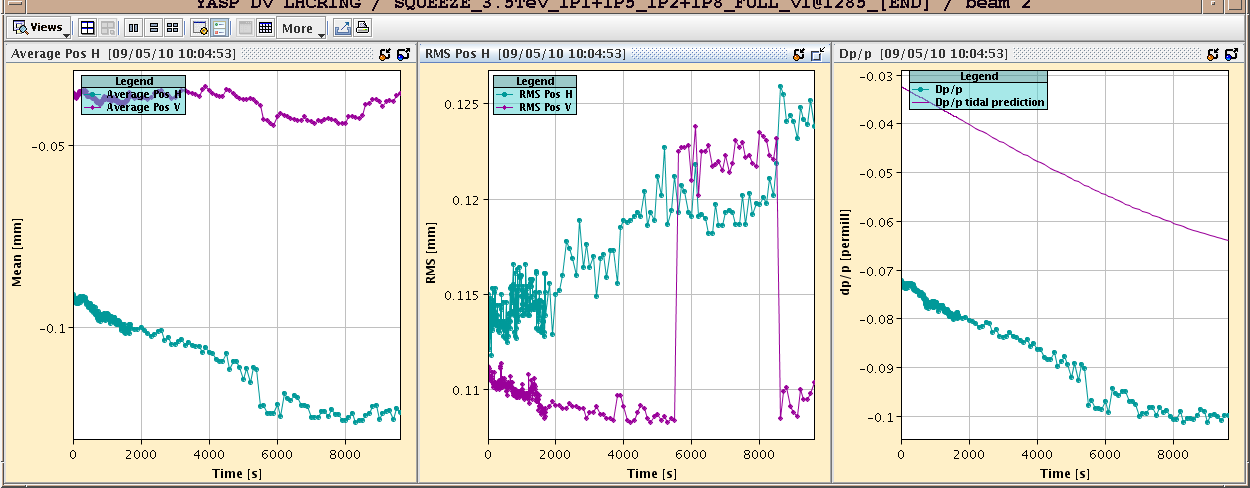 YASP DV LHCRING / SQUEEZE_3.5TeV_IP1+IP5_IP2+IP8_FULL_V1@1285_[END] / beam 2
Views More
Average Pos H [09/05/10 10:04:53]
Legend
Average Pos H
Average Pos V
-0.05
-0.1
Mean [mm]
0 2000 4000 6000 8000
Time [s]
RMS Pos H [09/05/10 10:04:53]
Legend
RMS Pos H
RMS Pos V
0.125
0.12
0.115
0.11
RMS [mm]
0 2000 4000 6000 8000
Time [s]
Dp/p [09/05/10 10:04:53]
Legend
Dp/p
Dp/p tidal prediction
-0.03
-0.04
-0.05
-0.06
-0.07
-0.08
-0.09
-0.1
dp/p [permill]
0 2000 4000 6000 8000
Time [s]